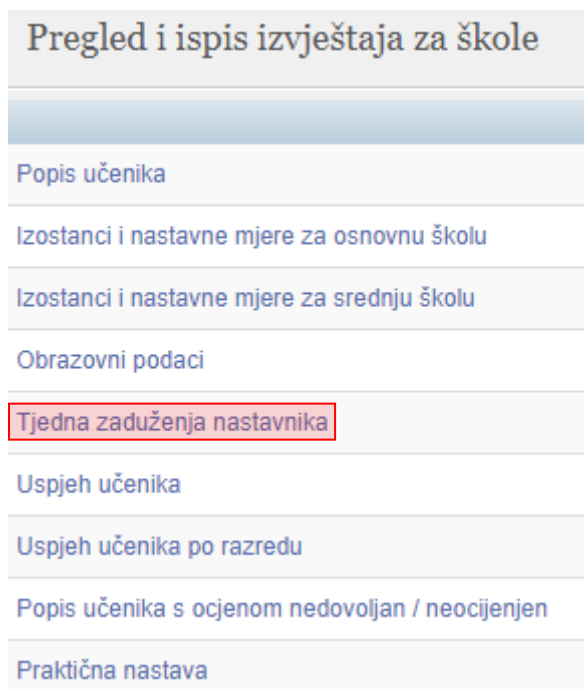 Pregled i ispis izvještaja za škole
Popis učenika
Izostanci i nastavne mjere za osnovnu školu
Izostanci i nastavne mjere za srednju školu
Obrazovni podaci
Tjedna zaduženja nastavnika
Uspjeh učenika
Uspjeh učenika po razredu
Popis učenika s ocjenom nedovoljan / neocijenjen
Praktična nastava